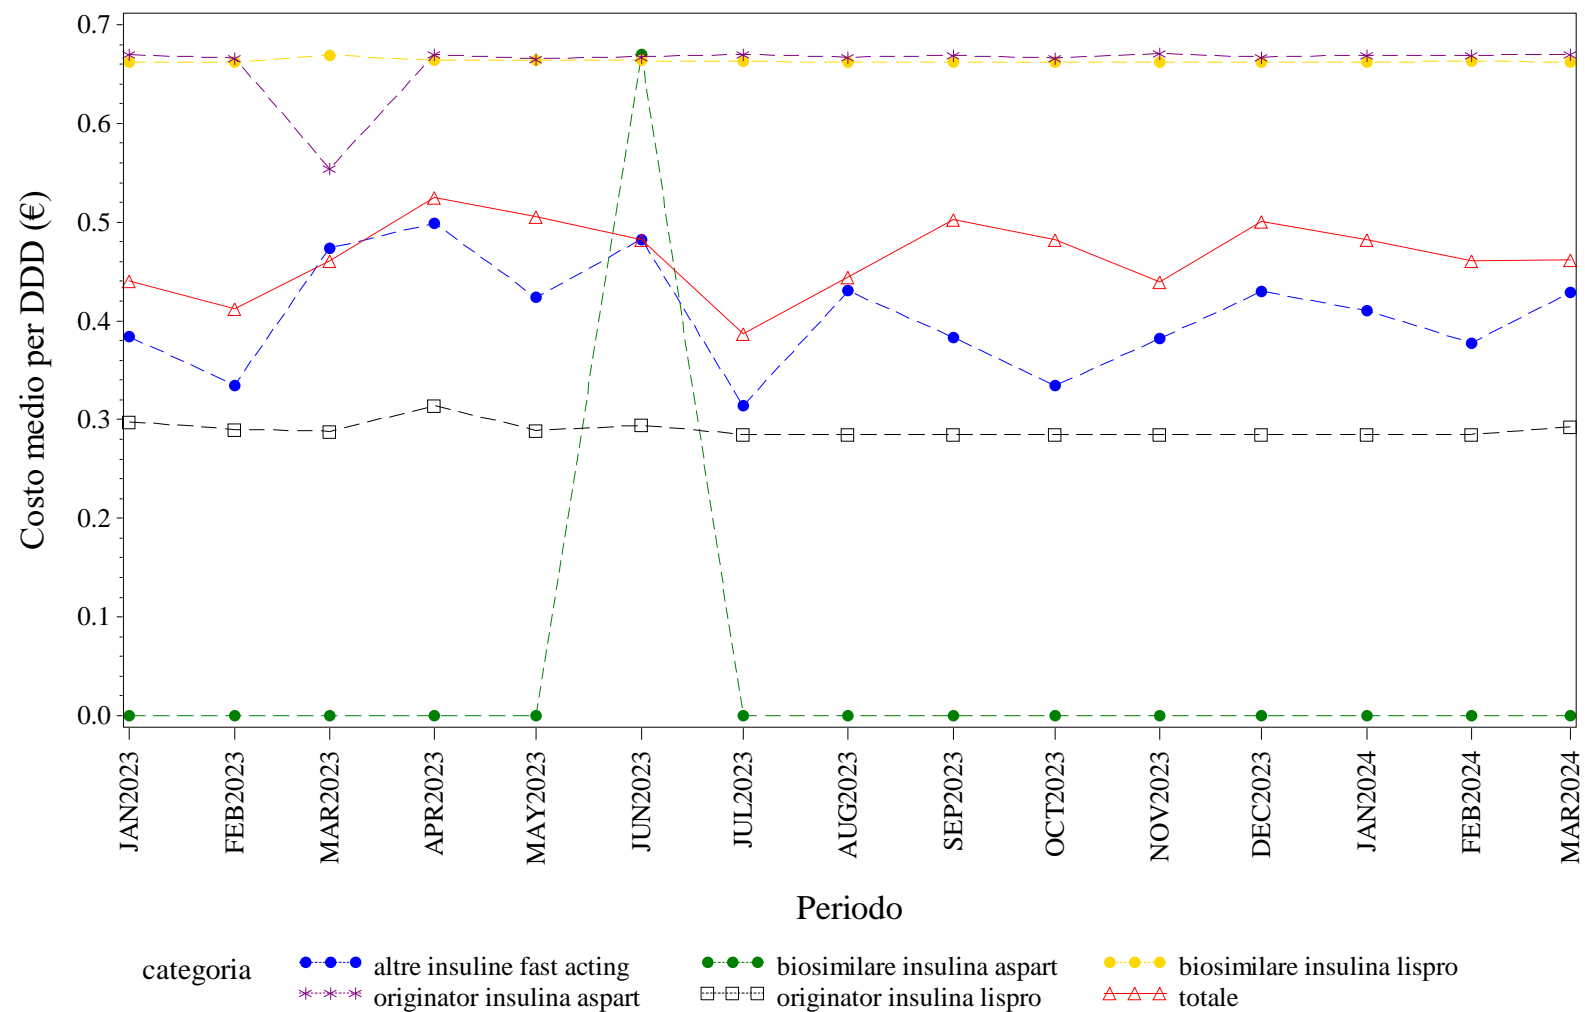 Costo medio per DDD (€)
0.7
0.6
0.5
0.4
0.3
0.2
0.1
0.0
JAN2023
FEB2023
MAR2023
APR2023
MAY2023
JUN2023
JUL2023
AUG2023
SEP2023
OCT2023
NOV2023
DEC2023
JAN2024
FEB2024
MAR2024
Periodo
categoria
altre insuline fast acting
biosimilare insulina aspart
biosimilare insulina lispro
originator insulina aspart
originator insulina lispro
totale